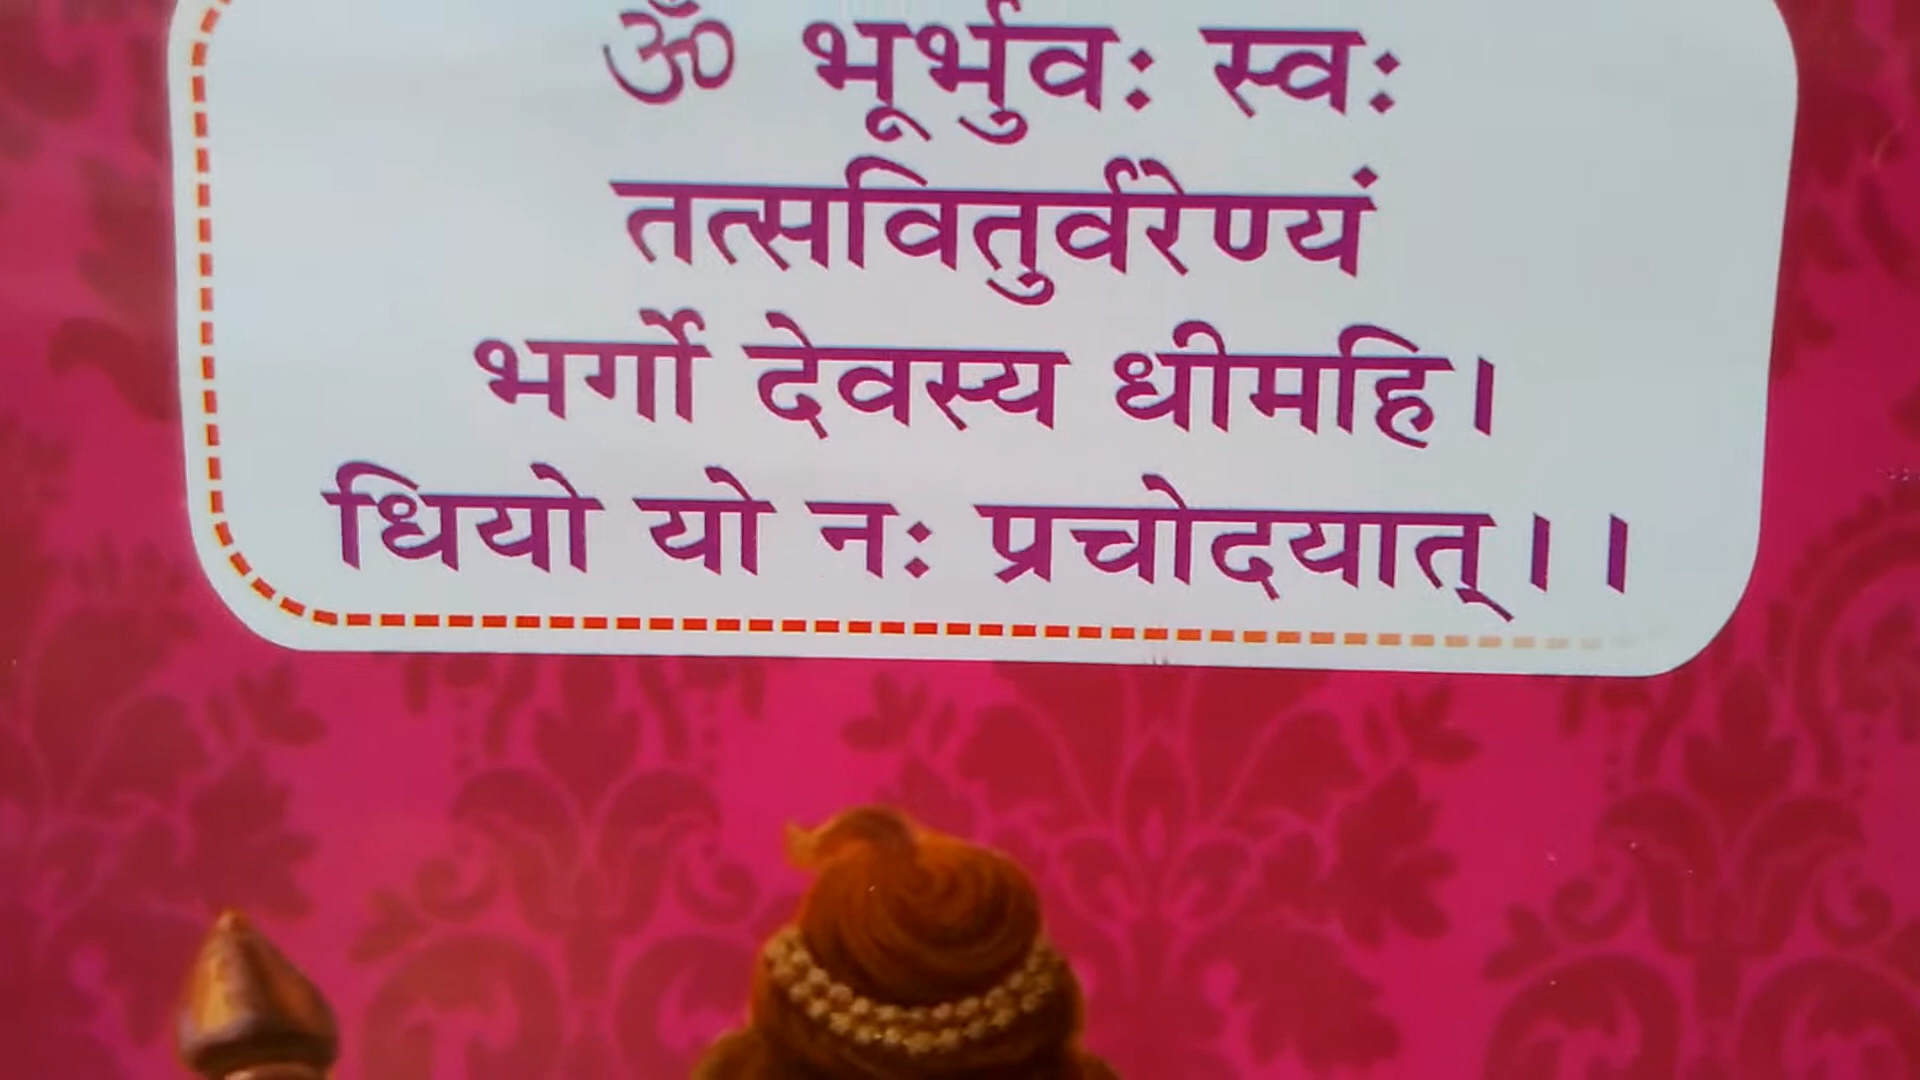 ॐ भूर्भुवः स्वः
तत्सवितुर्वरेण्यं
भर्गो देवस्य धीमहि।
धियो यो नः प्रचोदयात्।।